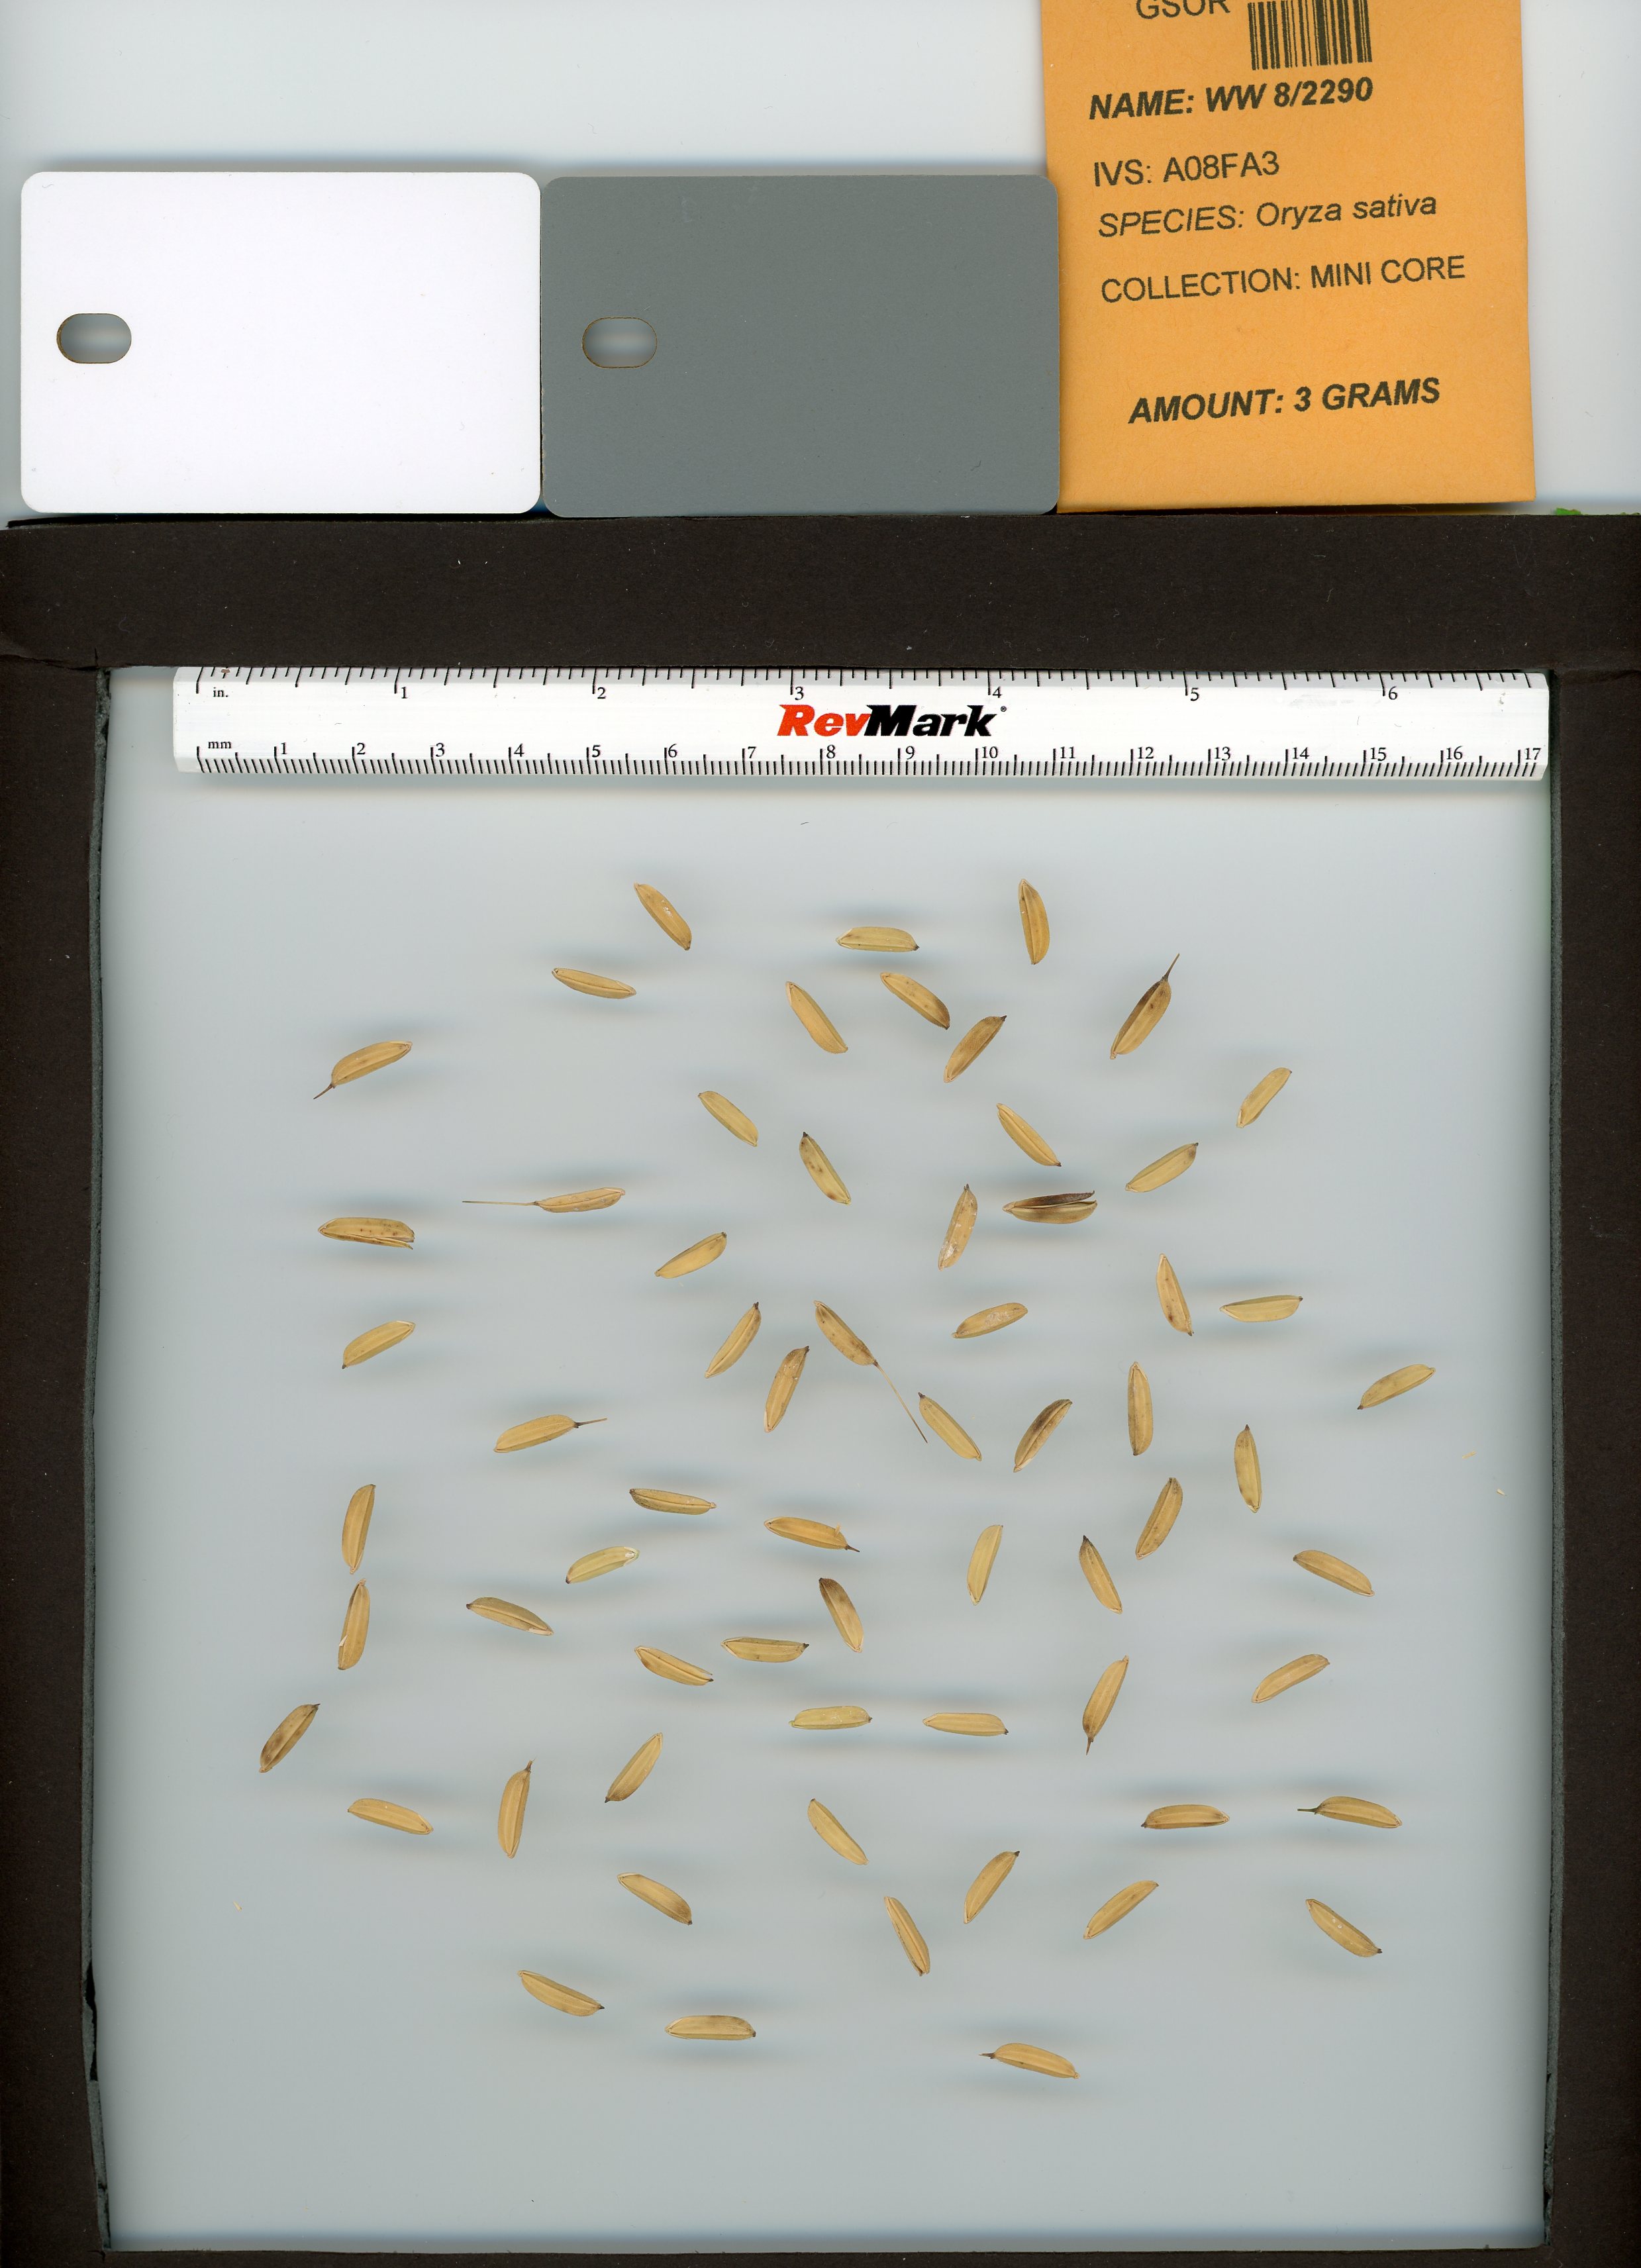 GSOR
NAME: WW 8/2290
IVS: A08FA3
SPECIES: Oryza sativa
COLLECTION: MINI CORE
AMOUNT: 3 GRAMS
in. 1 2 3 4 5 6
RevMark®
mm 1 2 3 4 5 6 7 8 9 10 11 12 13 14 15 16 17